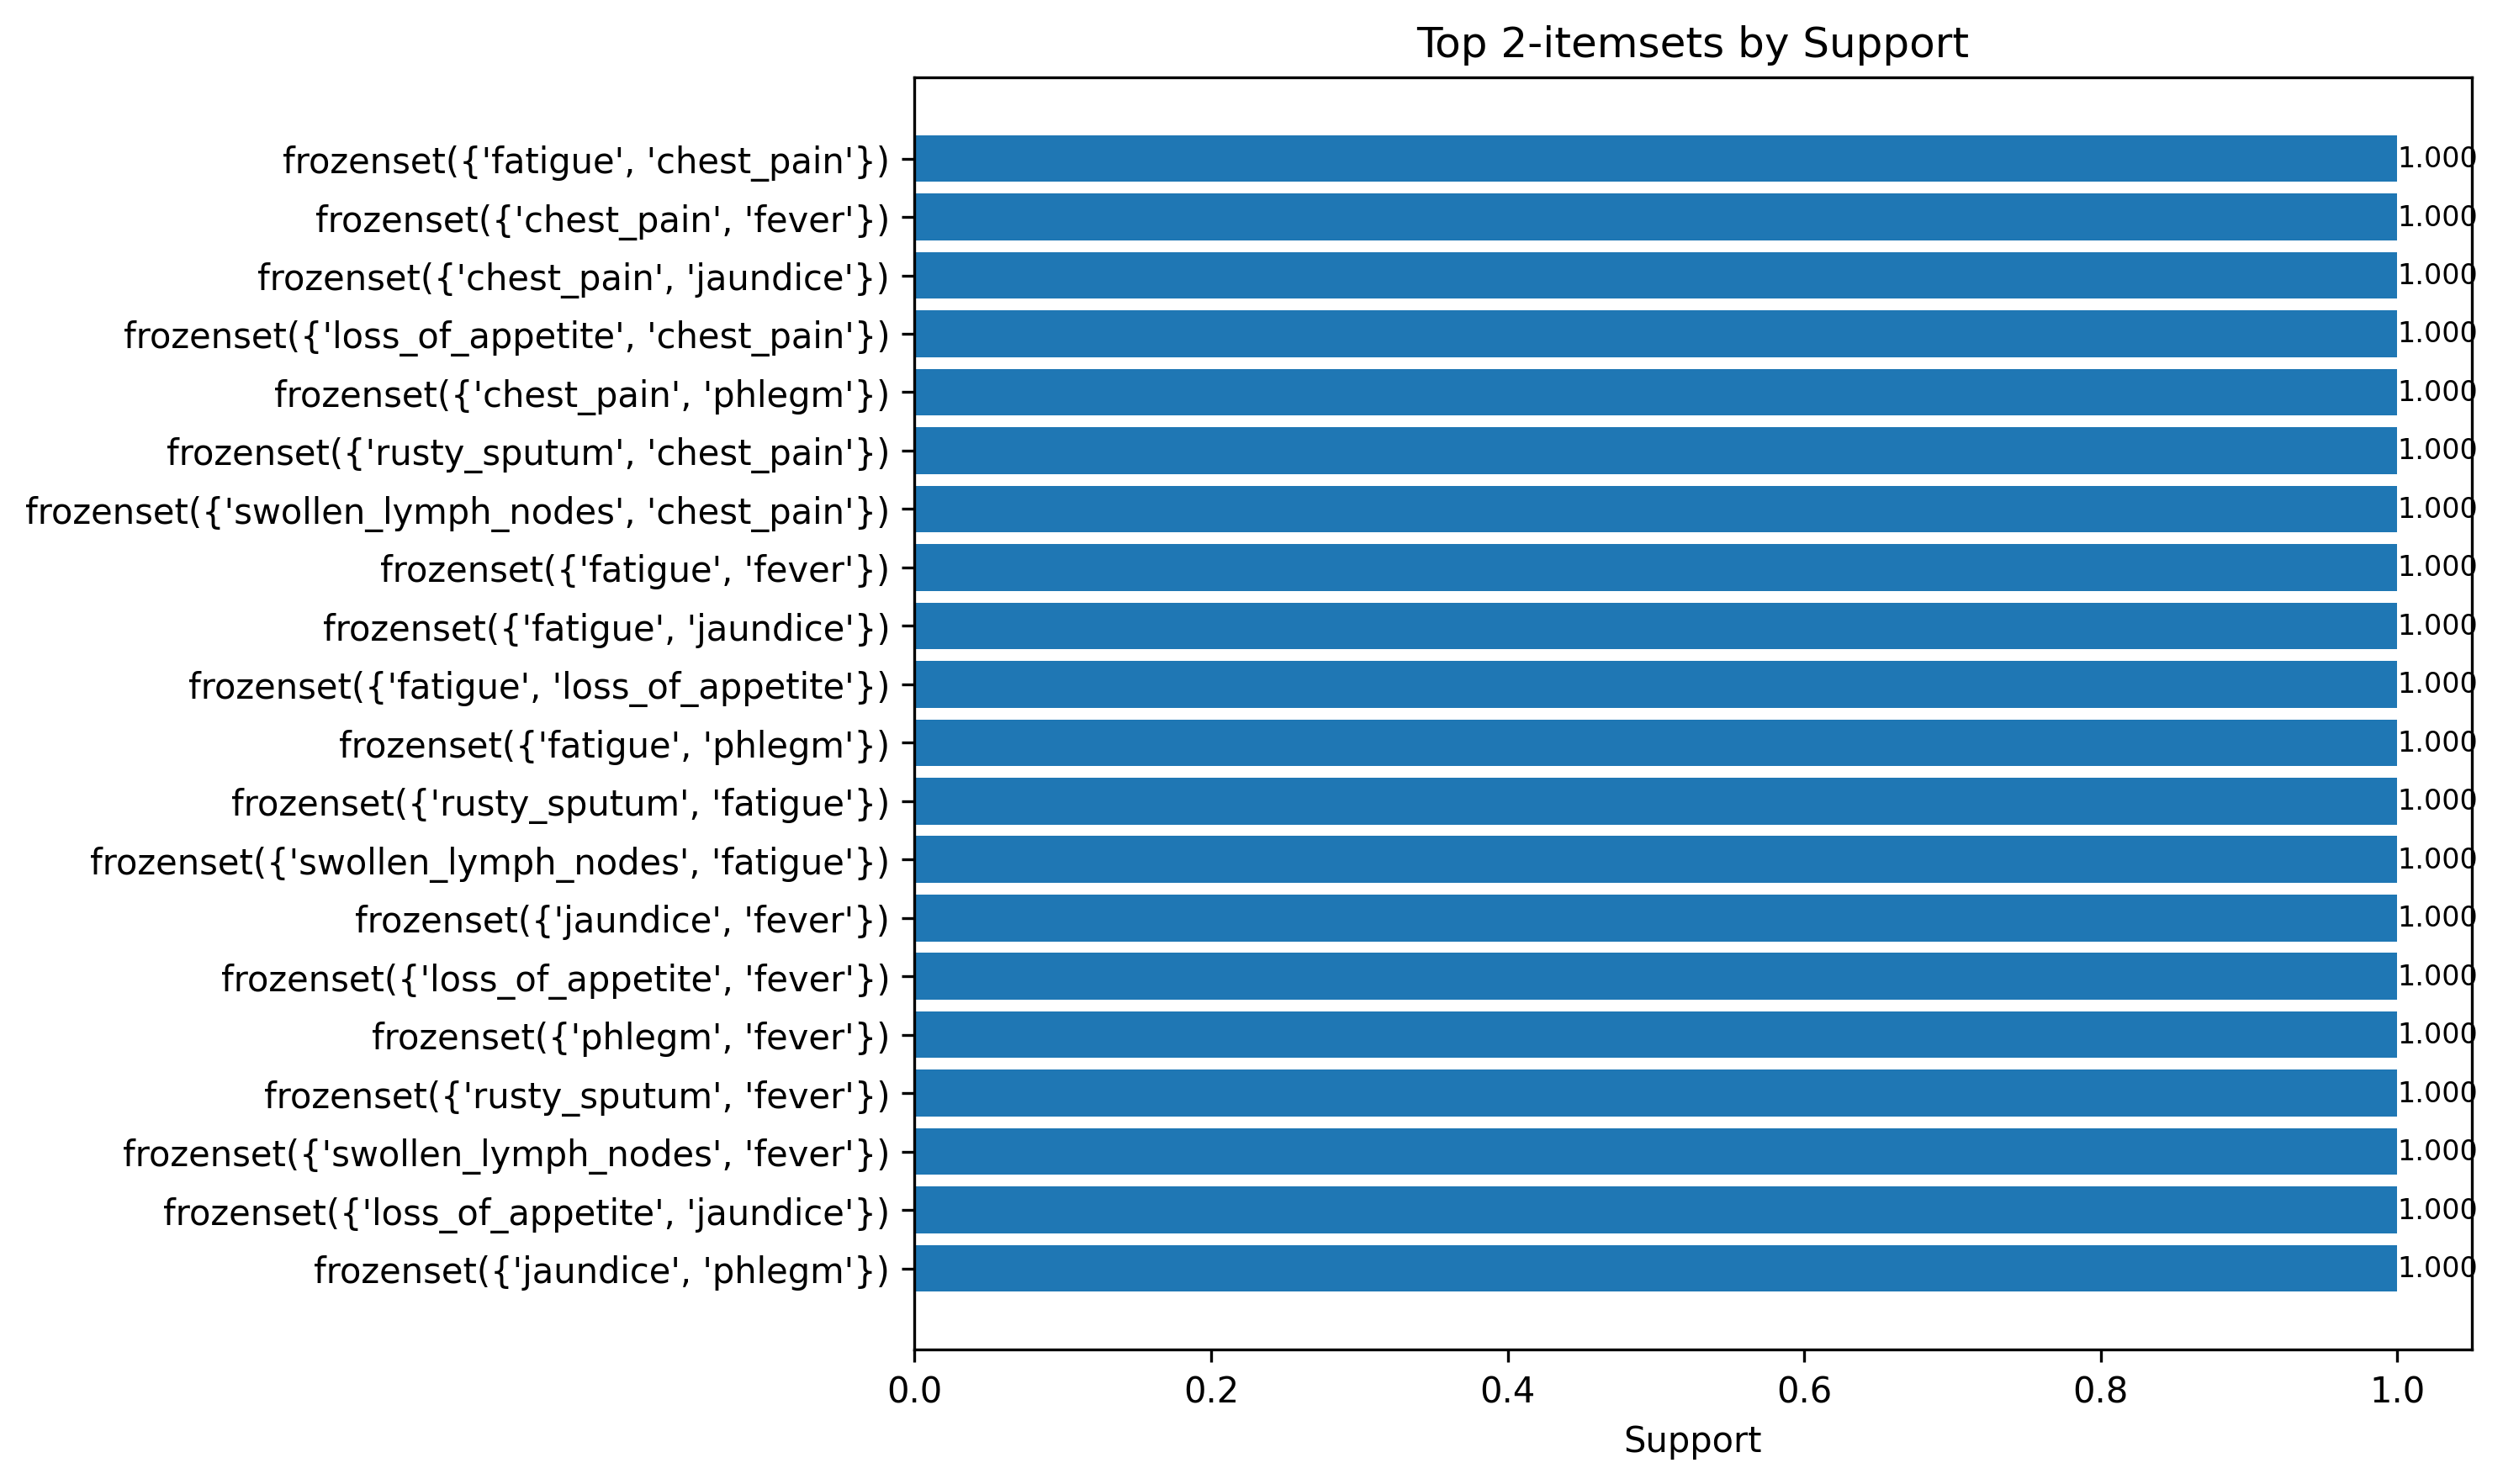 Top 2-itemsets by Support
frozenset({'fatigue', 'chest_pain'}) 1.000
frozenset({'chest_pain', 'fever'}) 1.000
frozenset({'chest_pain', 'jaundice'}) 1.000
frozenset({'loss_of_appetite', 'chest_pain'}) 1.000
frozenset({'chest_pain', 'phlegm'}) 1.000
frozenset({'rusty_sputum', 'chest_pain'}) 1.000
frozenset({'swollen_lymph_nodes', 'chest_pain'}) 1.000
frozenset({'fatigue', 'fever'}) 1.000
frozenset({'fatigue', 'jaundice'}) 1.000
frozenset({'fatigue', 'loss_of_appetite'}) 1.000
frozenset({'fatigue', 'phlegm'}) 1.000
frozenset({'rusty_sputum', 'fatigue'}) 1.000
frozenset({'swollen_lymph_nodes', 'fatigue'}) 1.000
frozenset({'jaundice', 'fever'}) 1.000
frozenset({'loss_of_appetite', 'fever'}) 1.000
frozenset({'phlegm', 'fever'}) 1.000
frozenset({'rusty_sputum', 'fever'}) 1.000
frozenset({'swollen_lymph_nodes', 'fever'}) 1.000
frozenset({'loss_of_appetite', 'jaundice'}) 1.000
frozenset({'jaundice', 'phlegm'}) 1.000
0.0 0.2 0.4 0.6 0.8 1.0
Support